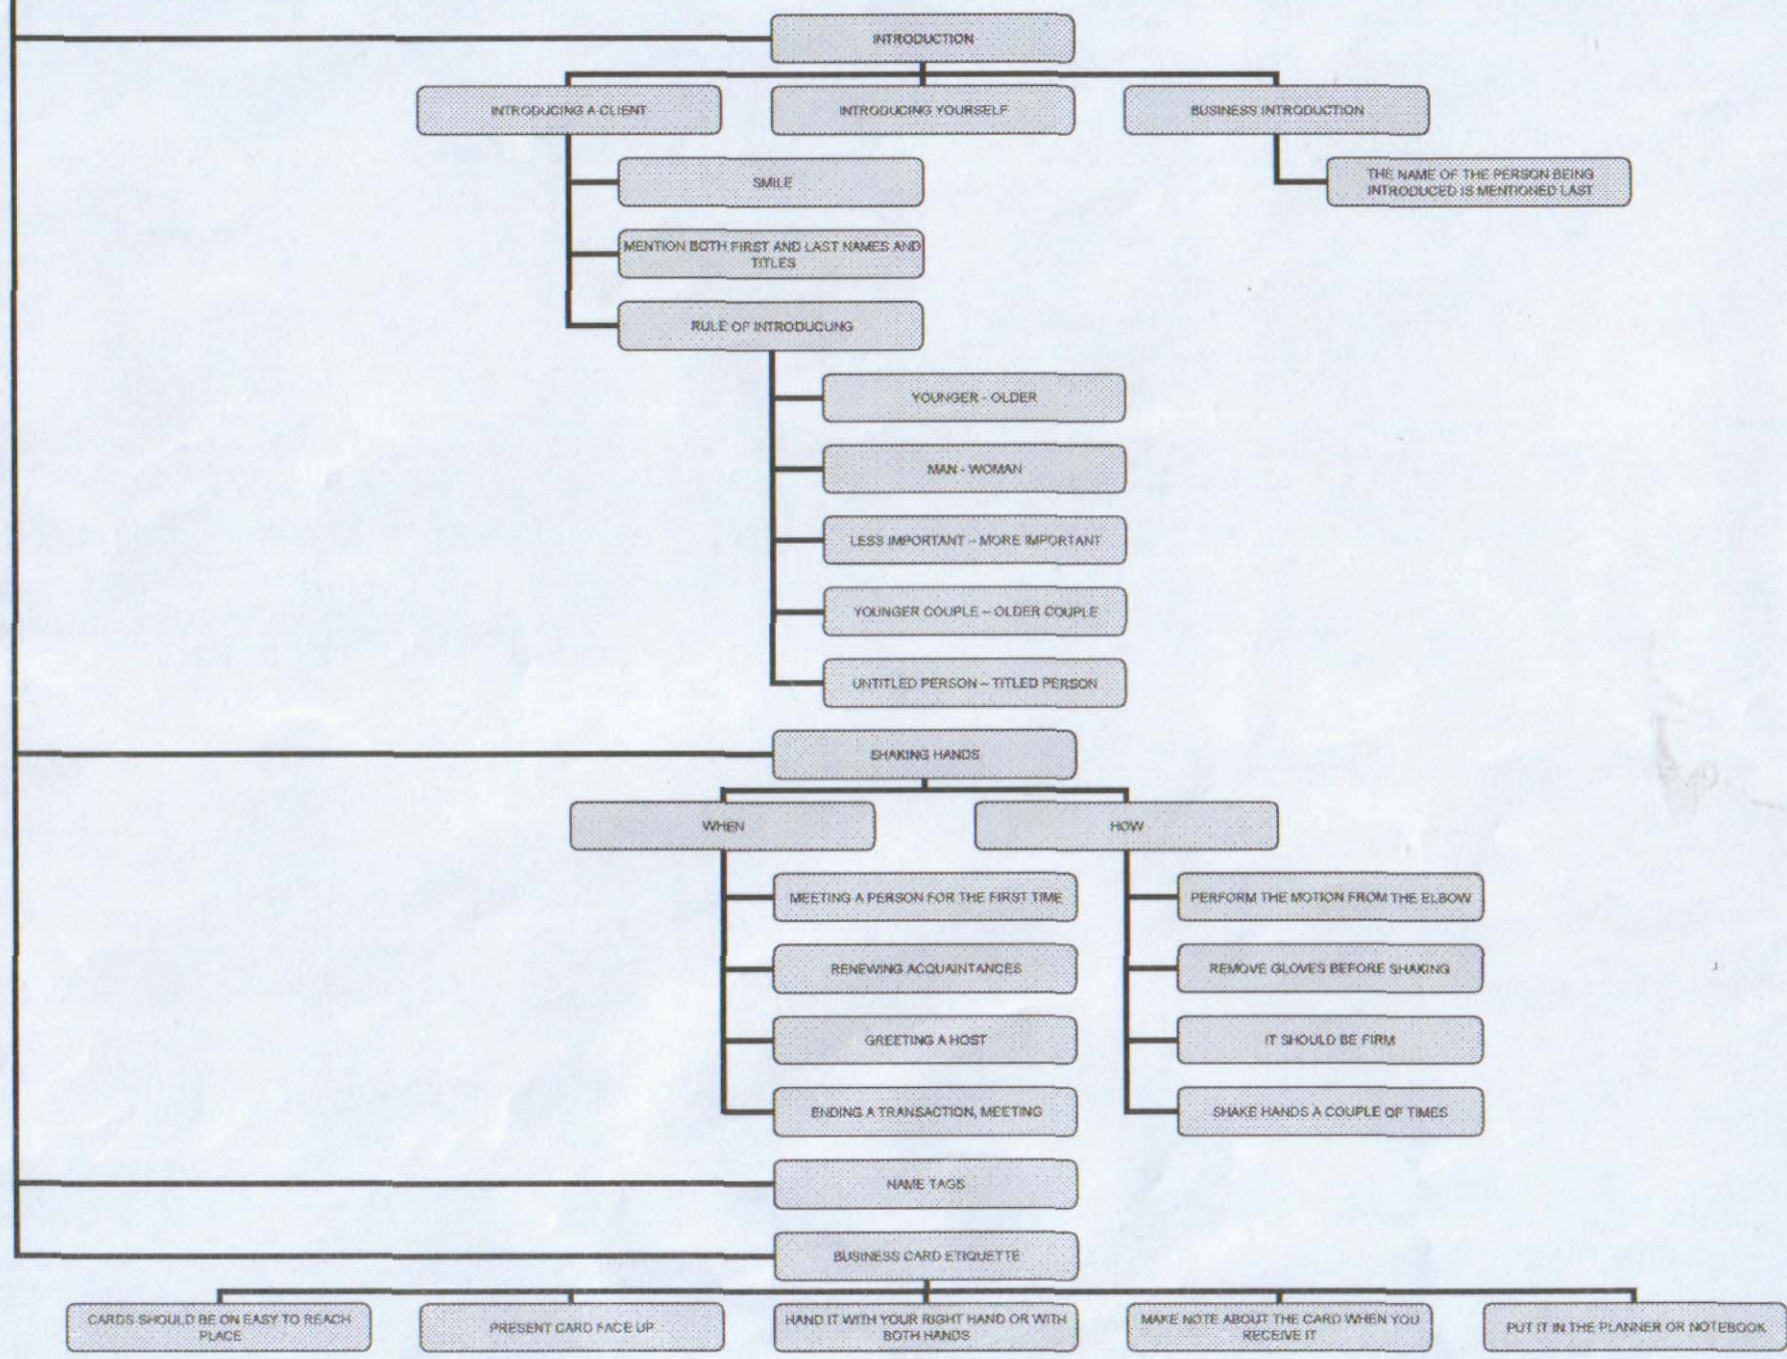 INTRODUCTION
INTRODUCING A CLIENT
INTRODUCING YOURSELF
BUSINESS INTRODUCTION
SMILE
THE NAME OF THE PERSON BEING
INTRODUCED IS MENTIONED LAST
MENTION BOTH FIRST AND LAST NAMES AND
TITLES
RULE OF INTRODUCUNG
YOUNGER - OLDER
MAN - WOMAN
LESS IMPORTANT – MORE IMPORTANT
YOUNGER COUPLE – OLDER COUPLE
UNTITLED PERSON – TITLED PERSON
SHAKING HANDS
WHEN
HOW
MEETING A PERSON FOR THE FIRST TIME
PERFORM THE MOTION FROM THE ELBOW
RENEWING ACQUAINTANCES
REMOVE GLOVES BEFORE SHAKING
GREETING A HOST
IT SHOULD BE FIRM
ENDING A TRANSACTION, MEETING
SHAKE HANDS A COUPLE OF TIMES
NAME TAGS
BUSINESS CARD ETIQUETTE
CARDS SHOULD BE ON EASY TO REACH
PLACE
PRESENT CARD FACE UP
HAND IT WITH YOUR RIGHT HAND OR WITH
BOTH HANDS
MAKE NOTE ABOUT THE CARD WHEN YOU
RECEIVE IT
PUT IT IN THE PLANNER OR NOTEBOOK